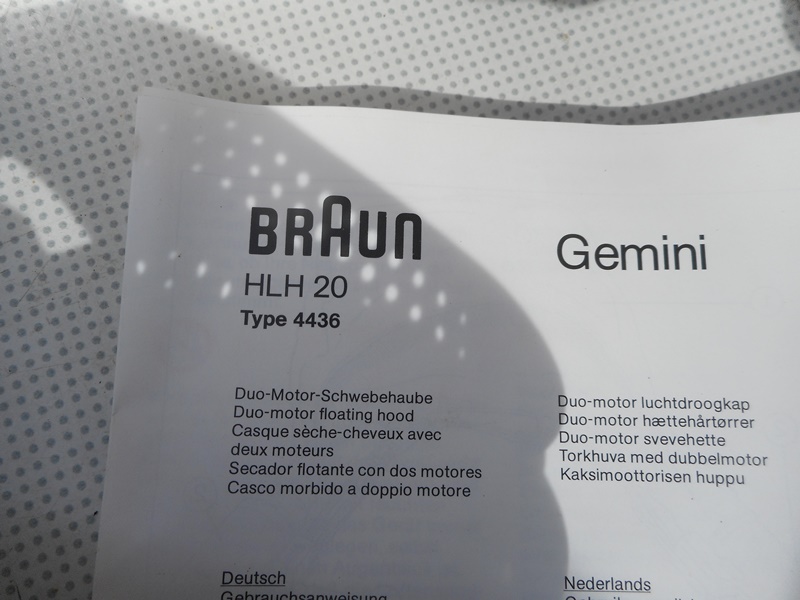 BRAUN
HLH 20
Type 4436
Gemini
Duo-Motor-Schwebehaube
Duo-motor floating hood
Casque sèche-cheveux avec
deux moteurs
Secador flotante con dos motores
Casco morbido a doppio motore
Duo-motor luchtdroogkap
Duo-motor hættehårtørrer
Duo-motor svevehette
Torkhuva med dubbelmotor
Kaksimoottorisen huppu
Deutsch
Gebrauchsanweisung
Nederlands